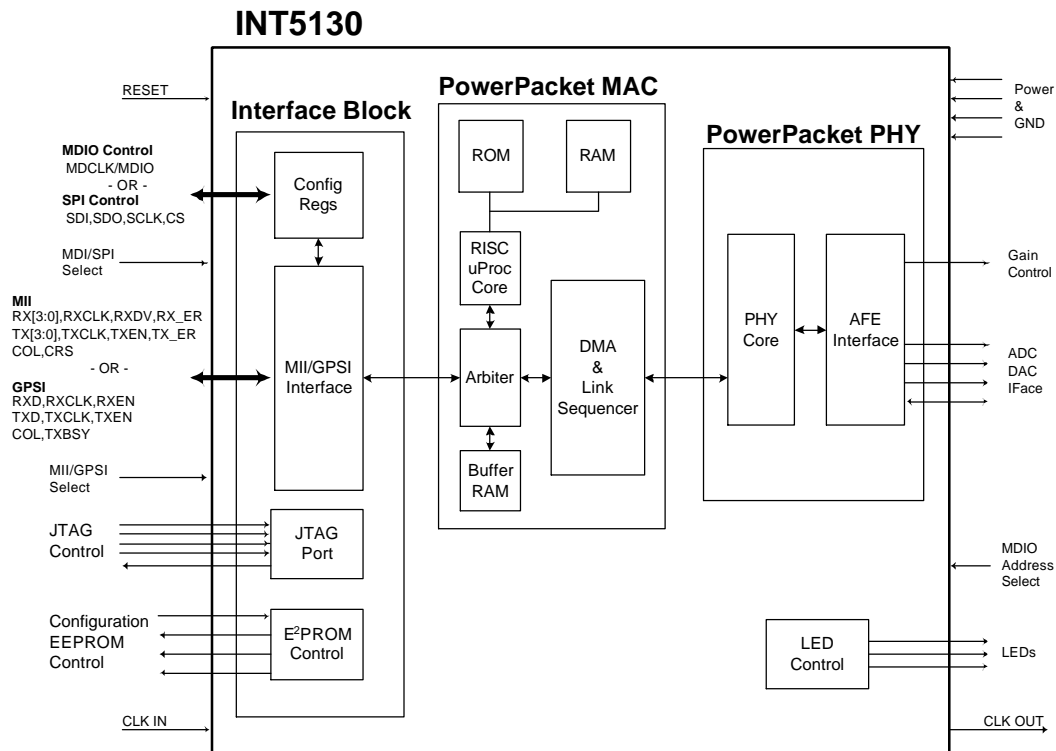 INT5130
RESET
MDIO Control
MDCLK/MDIO
- OR -
SPI Control
SDI,SDO,SCLK,CS
MDI/SPI
Select
MII
RX[3:0],RXCLK,RXDV,RX_ER
TX[3:0],TXCLK,TXEN,TX_ER
COL,CRS
- OR -
GPSI
RXD,RXCLK,RXEN
TXD,TXCLK,TXEN
COL,TXBSY
MII/GPSI
Select
JTAG
Control
Configuration
EEPROM
Control
CLK IN
Interface Block
Config
Regs
MII/GPSI
Interface
JTAG
Port
E²PROM
Control
PowerPacket MAC
ROM
RAM
RISC
uProc
Core
Arbiter
Buffer
RAM
DMA
&
Link
Sequencer
PowerPacket PHY
PHY
Core
AFE
Interface
LED
Control
Power
&
GND
Gain
Control
ADC
DAC
IFace
MDIO
Address
Select
LEDs
CLK OUT